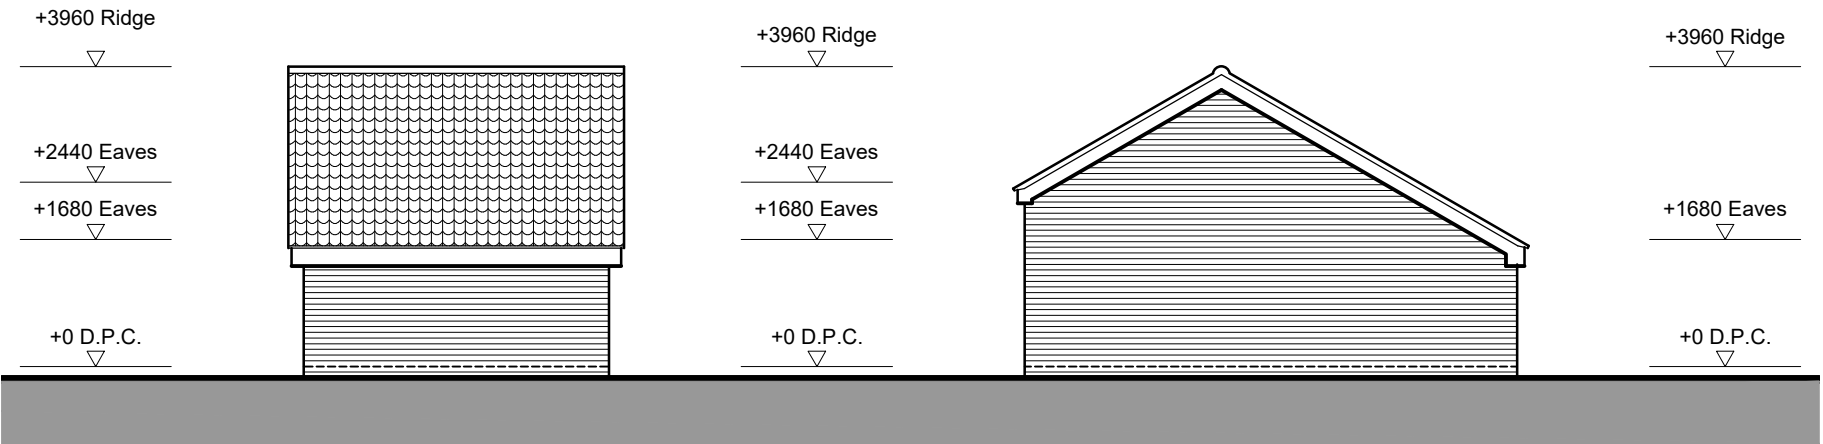 +3960 Ridge
+2440 Eaves
+1680 Eaves
+0 D.P.C.
+3960 Ridge
+2440 Eaves
+1680 Eaves
+0 D.P.C.
+3960 Ridge
+1680 Eaves
+0 D.P.C.